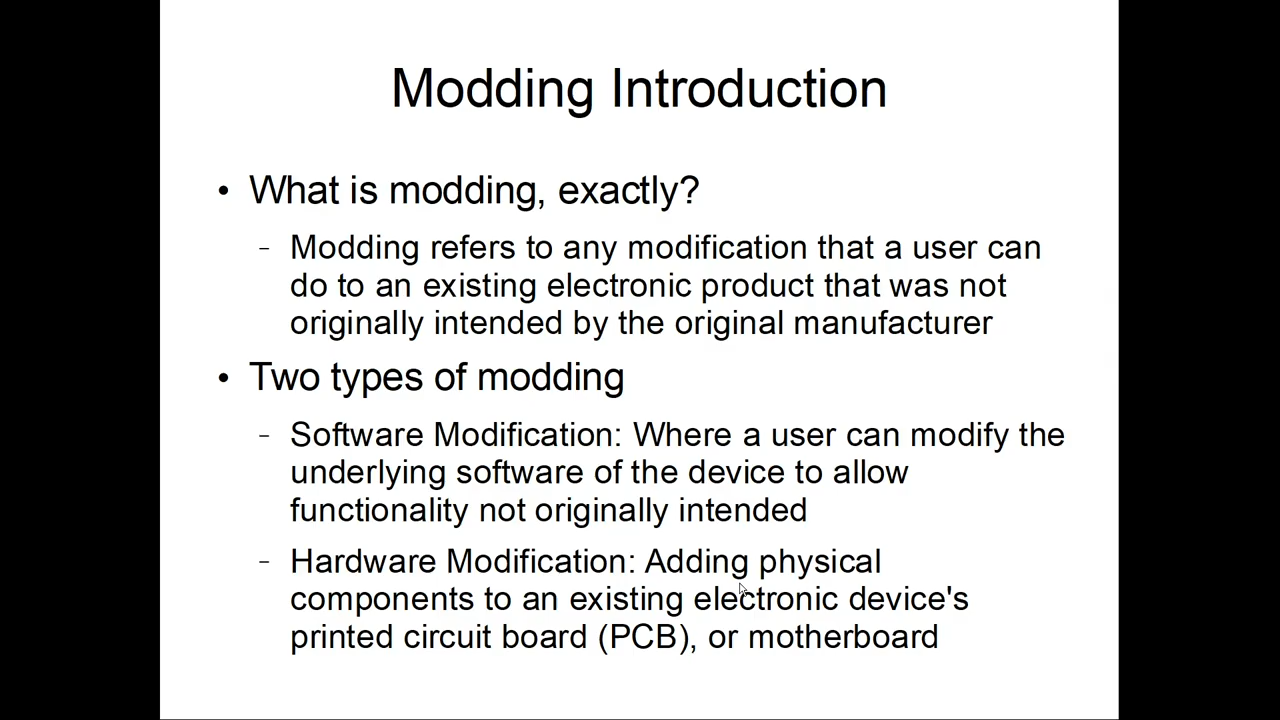 Modding Introduction
• What is modding, exactly?
– Modding refers to any modification that a user can
do to an existing electronic product that was not
originally intended by the original manufacturer
• Two types of modding
– Software Modification: Where a user can modify the
underlying software of the device to allow
functionality not originally intended
– Hardware Modification: Adding physical
components to an existing electronic device's
printed circuit board (PCB), or motherboard